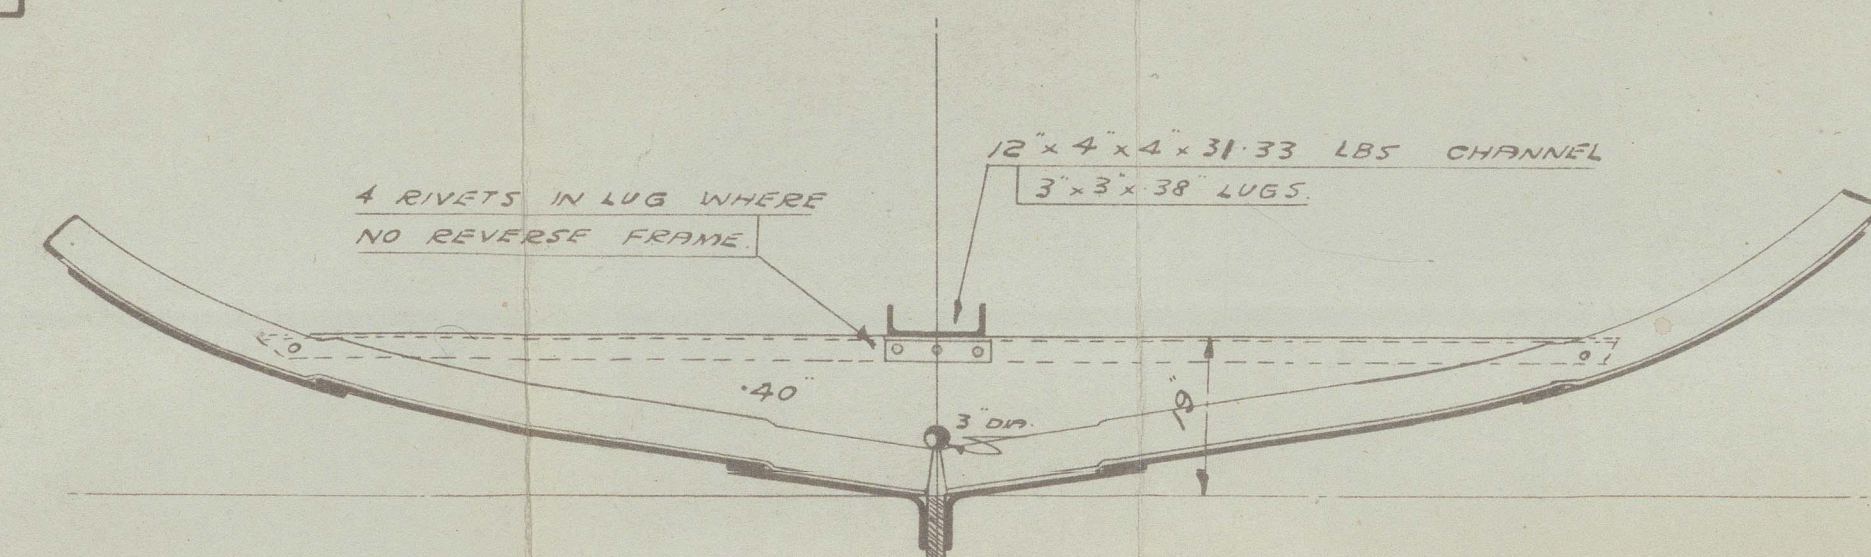 12" x 4" x 4" x 31.33 LBS CHANNEL
3" x 3" x .38" LUGS.
4 RIVETS IN LUG WHERE
NO REVERSE FRAME.
.40"
3" DIA.
19"